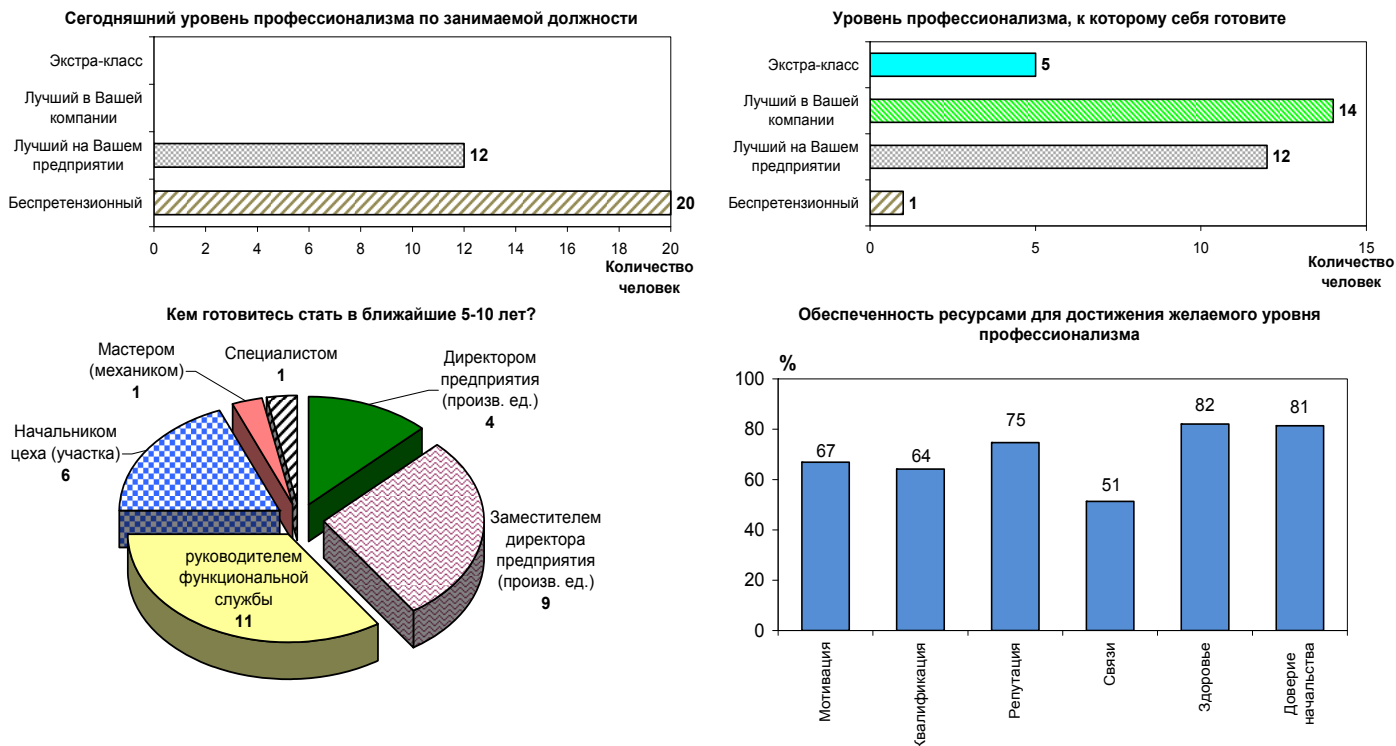 Сегодняшний уровень профессионализма по занимаемой должности
Экстра-класс
Лучший в Вашей
компании
Лучший на Вашем
предприятии
12
Беспретензионный
20
0 2 4 6 8 10 12 14 16 18 20
Количество
человек
Уровень профессионализма, к которому себя готовите
Экстра-класс
5
Лучший в Вашей
компании
14
Лучший на Вашем
предприятии
12
Беспретензионный
1
0 5 10 15
Количество
человек
Кем готовитесь стать в ближайшие 5-10 лет?
Мастером
(механиком)
1
Специалистом
1
Директором
предприятия
(произв. ед.)
4
Начальником
цеха (участка)
6
Заместителем
директора
предприятия
(произв. ед.)
9
руководителем
функциональной
службы
11
Обеспеченность ресурсами для достижения желаемого уровня
профессионализма
%
100
80
60
40
20
0
67
64
75
51
82
81
Мотивация
Квалификация
Репутация
Связи
Здоровье
Доверие
начальства